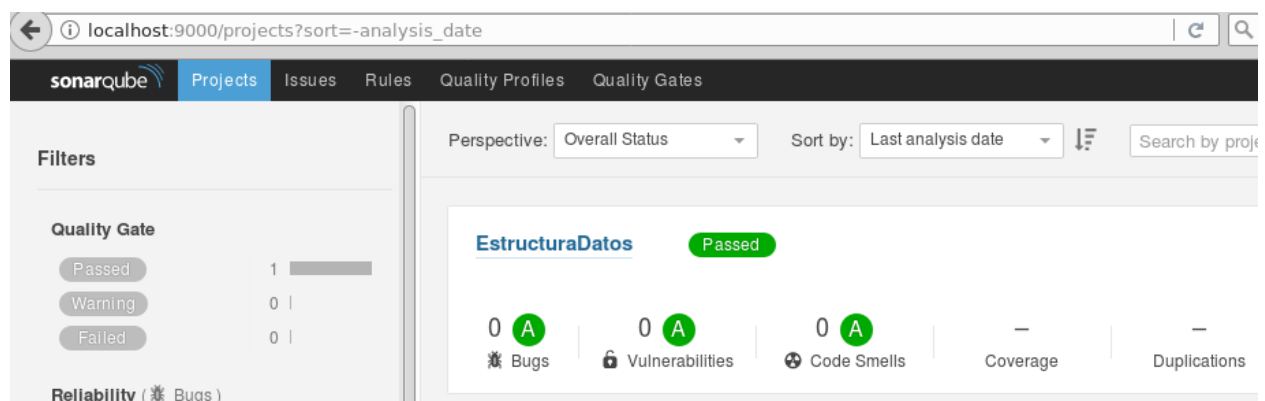 localhost:9000/projects?sort=-analysis_date
sonarqube Projects Issues Rules Quality Profiles Quality Gates
Perspective: Overall Status Sort by: Last analysis date Search by proje
Filters
Quality Gate
Passed 1
Warning 0
Failed 0
Reliability ( Bugs )
EstructuraDatos Passed
0 A 0 A 0 A – –
Bugs Vulnerabilities Code Smells Coverage Duplications